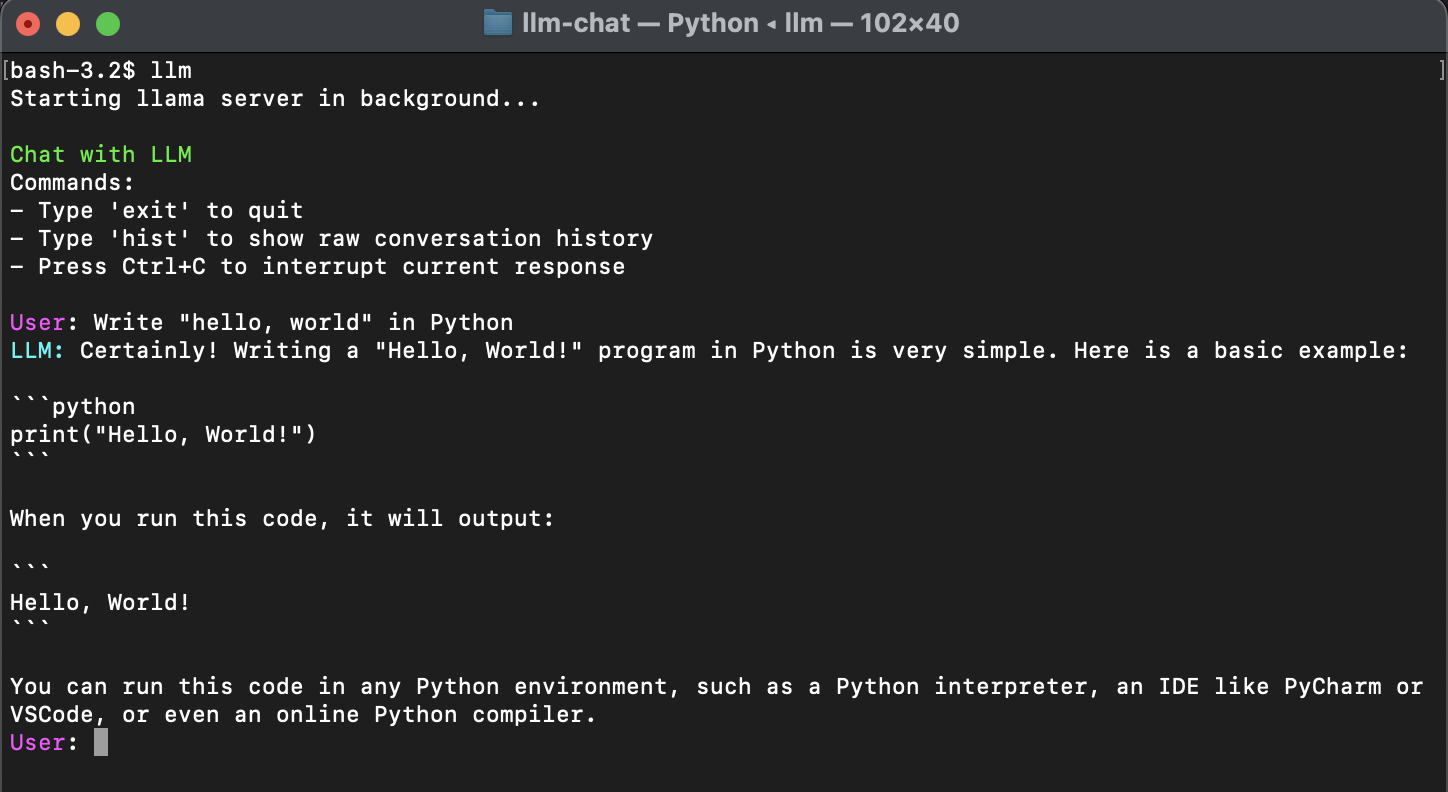 llm-chat — Python ◂ llm — 102×40
[bash-3.2$ llm ]
Starting llama server in background...
Chat with LLM
Commands:
- Type 'exit' to quit
- Type 'hist' to show raw conversation history
- Press Ctrl+C to interrupt current response
User: Write "hello, world" in Python
LLM: Certainly! Writing a "Hello, World!" program in Python is very simple. Here is a basic example:
```python
print("Hello, World!")
```
When you run this code, it will output:
```
Hello, World!
```
You can run this code in any Python environment, such as a Python interpreter, an IDE like PyCharm or
VSCode, or even an online Python compiler.
User: